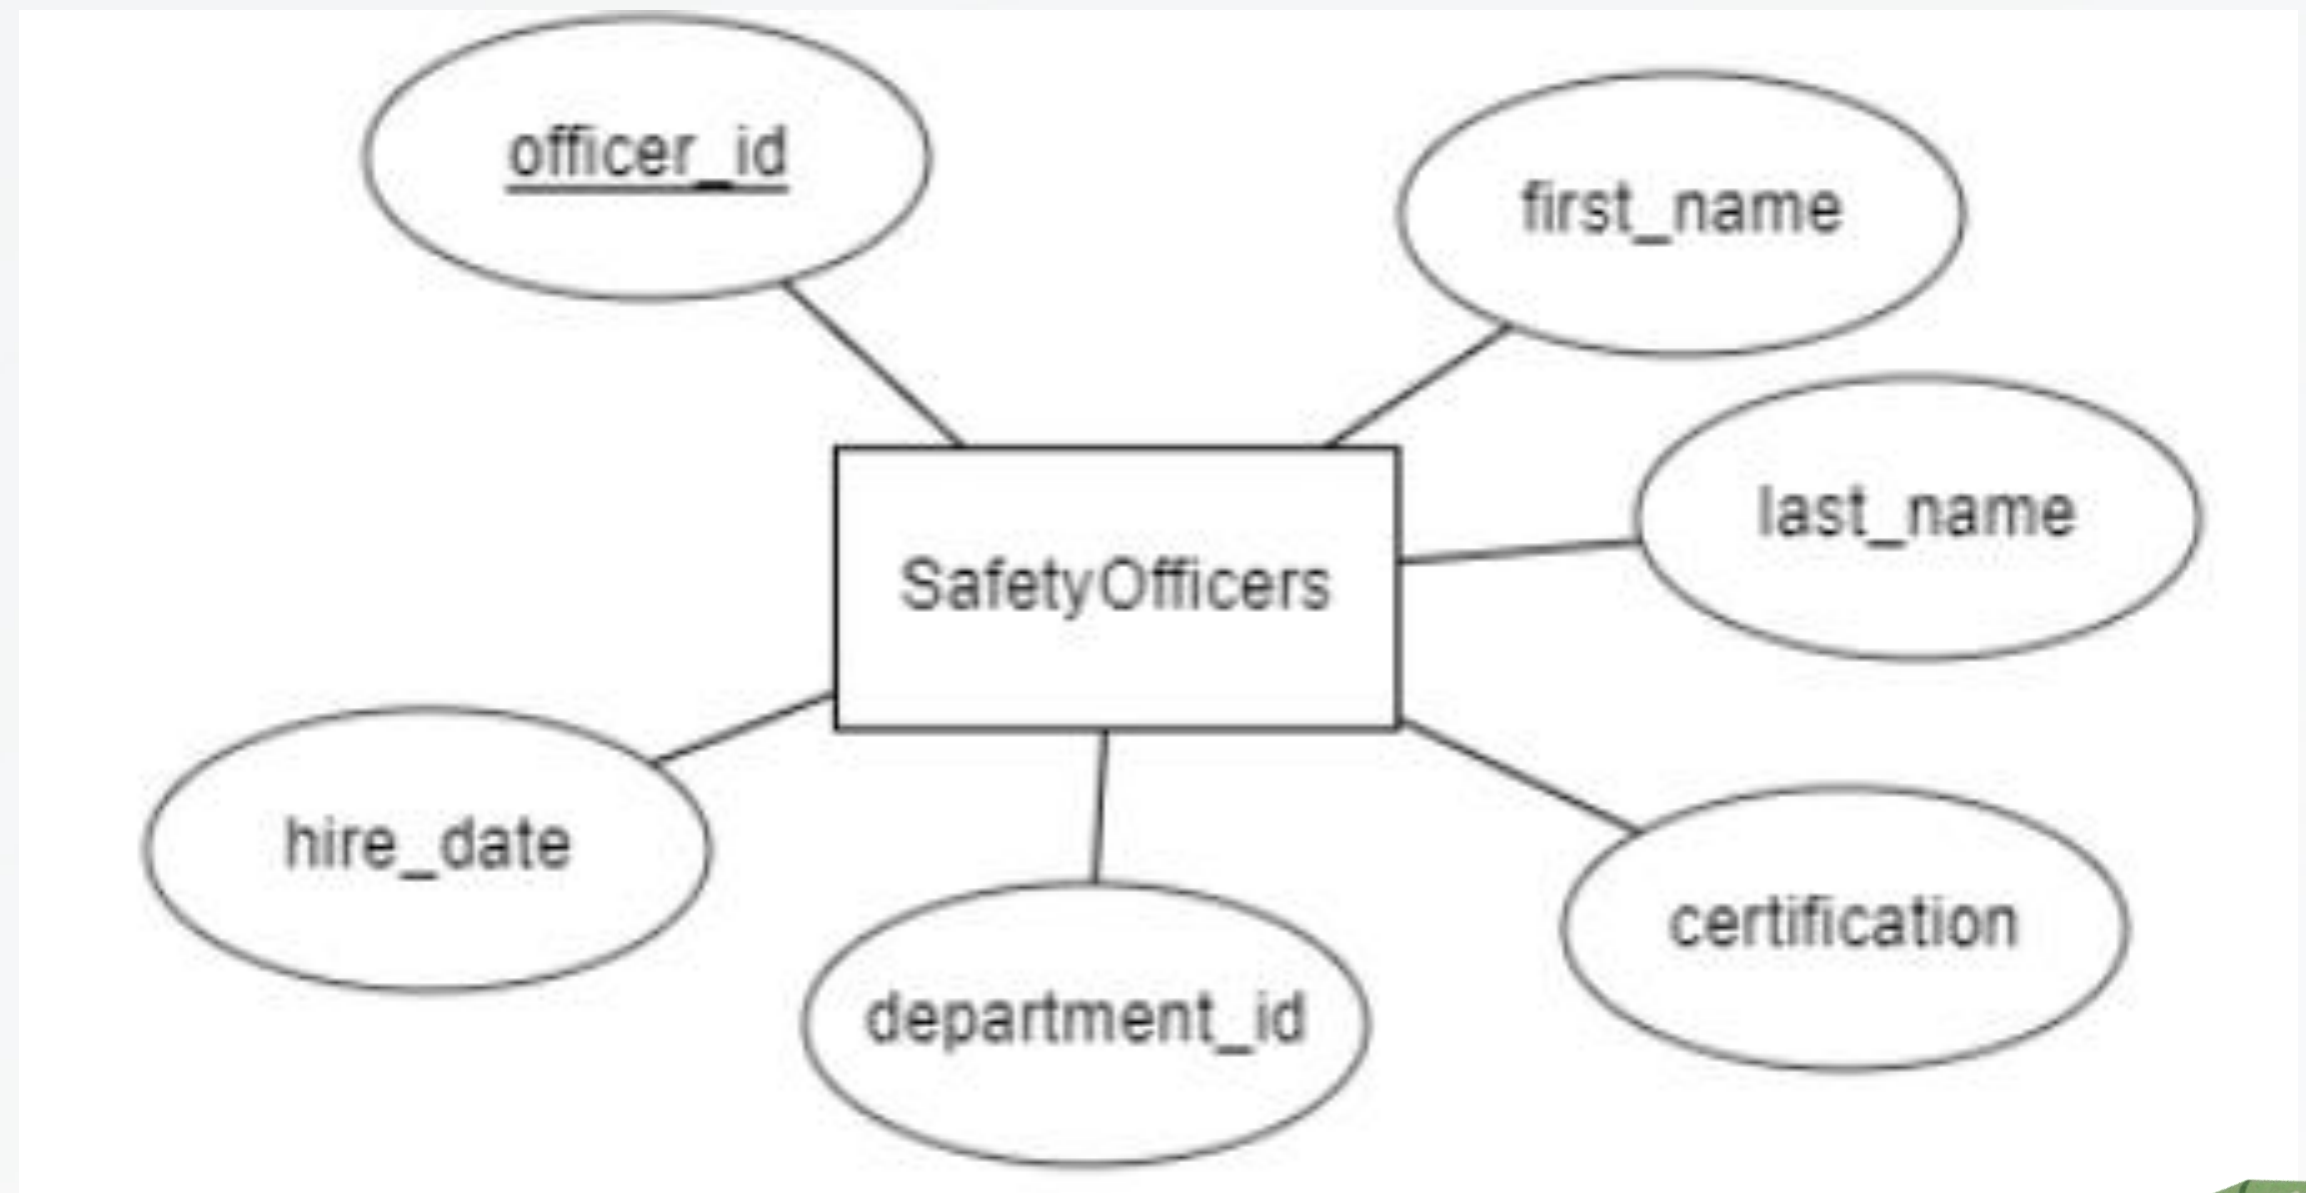 officer_id
first_name
last_name
SafetyOfficers
hire_date
department_id
certification